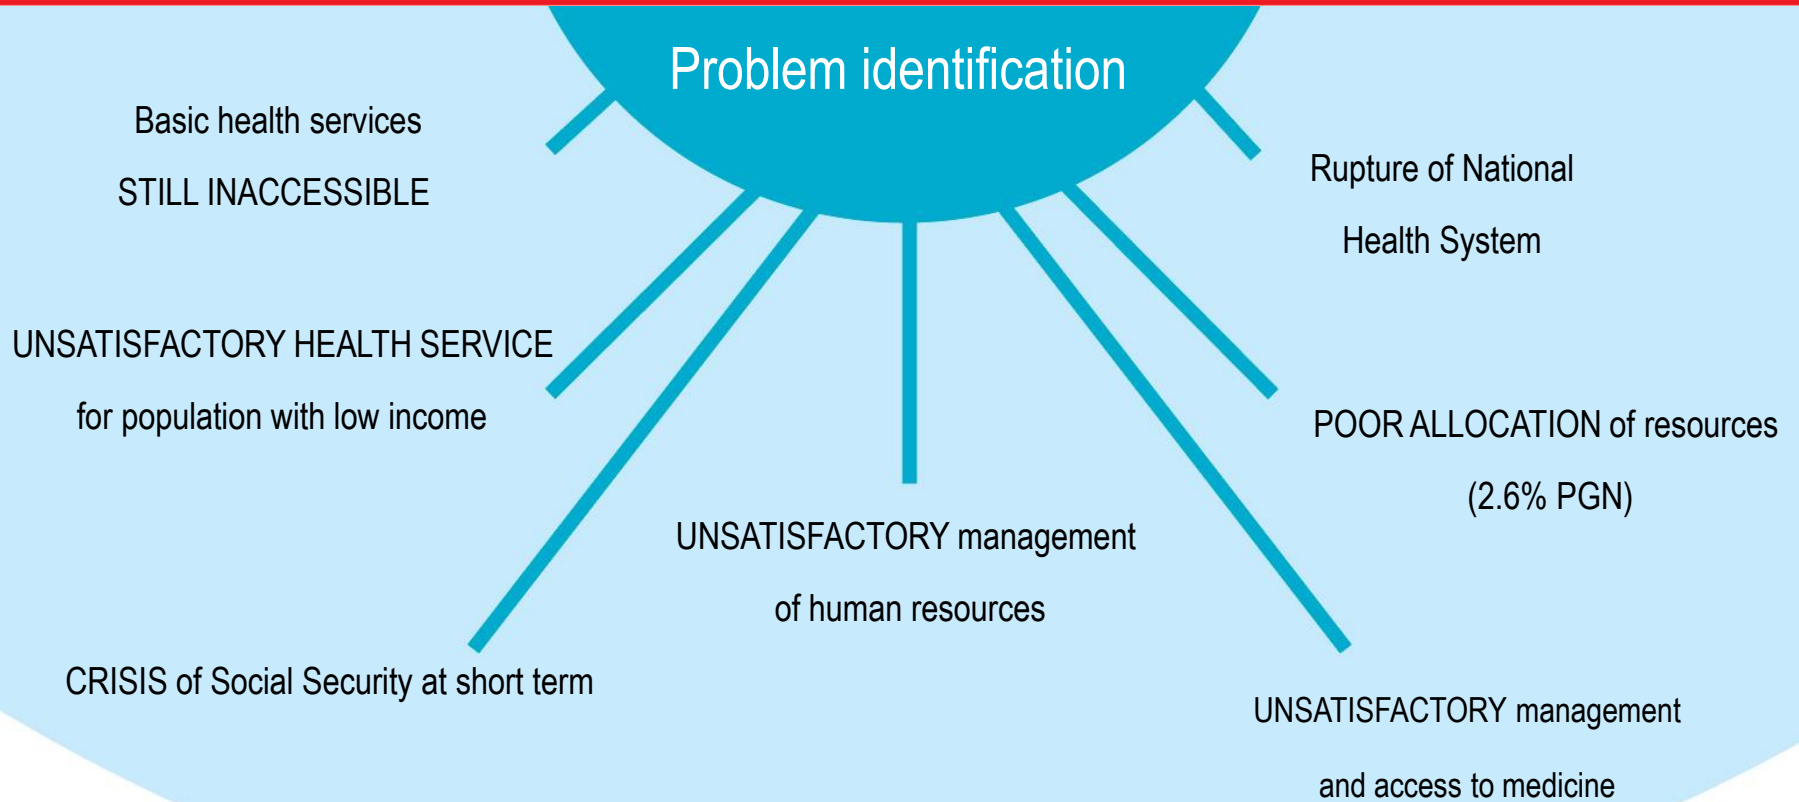 Problem identification
Basic health services
STILL INACCESSIBLE
UNSATISFACTORY HEALTH SERVICE
for population with low income
CRISIS of Social Security at short term
UNSATISFACTORY management
of human resources
Rupture of National
Health System
POOR ALLOCATION of resources
(2.6% PGN)
UNSATISFACTORY management
and access to medicine